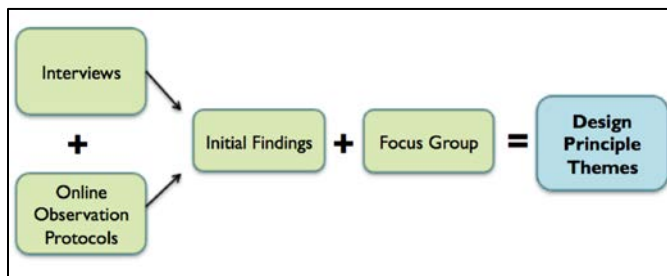 Interviews
+
Online
Observation
Protocols
Initial Findings
+
Focus Group
=
Design
Principle
Themes